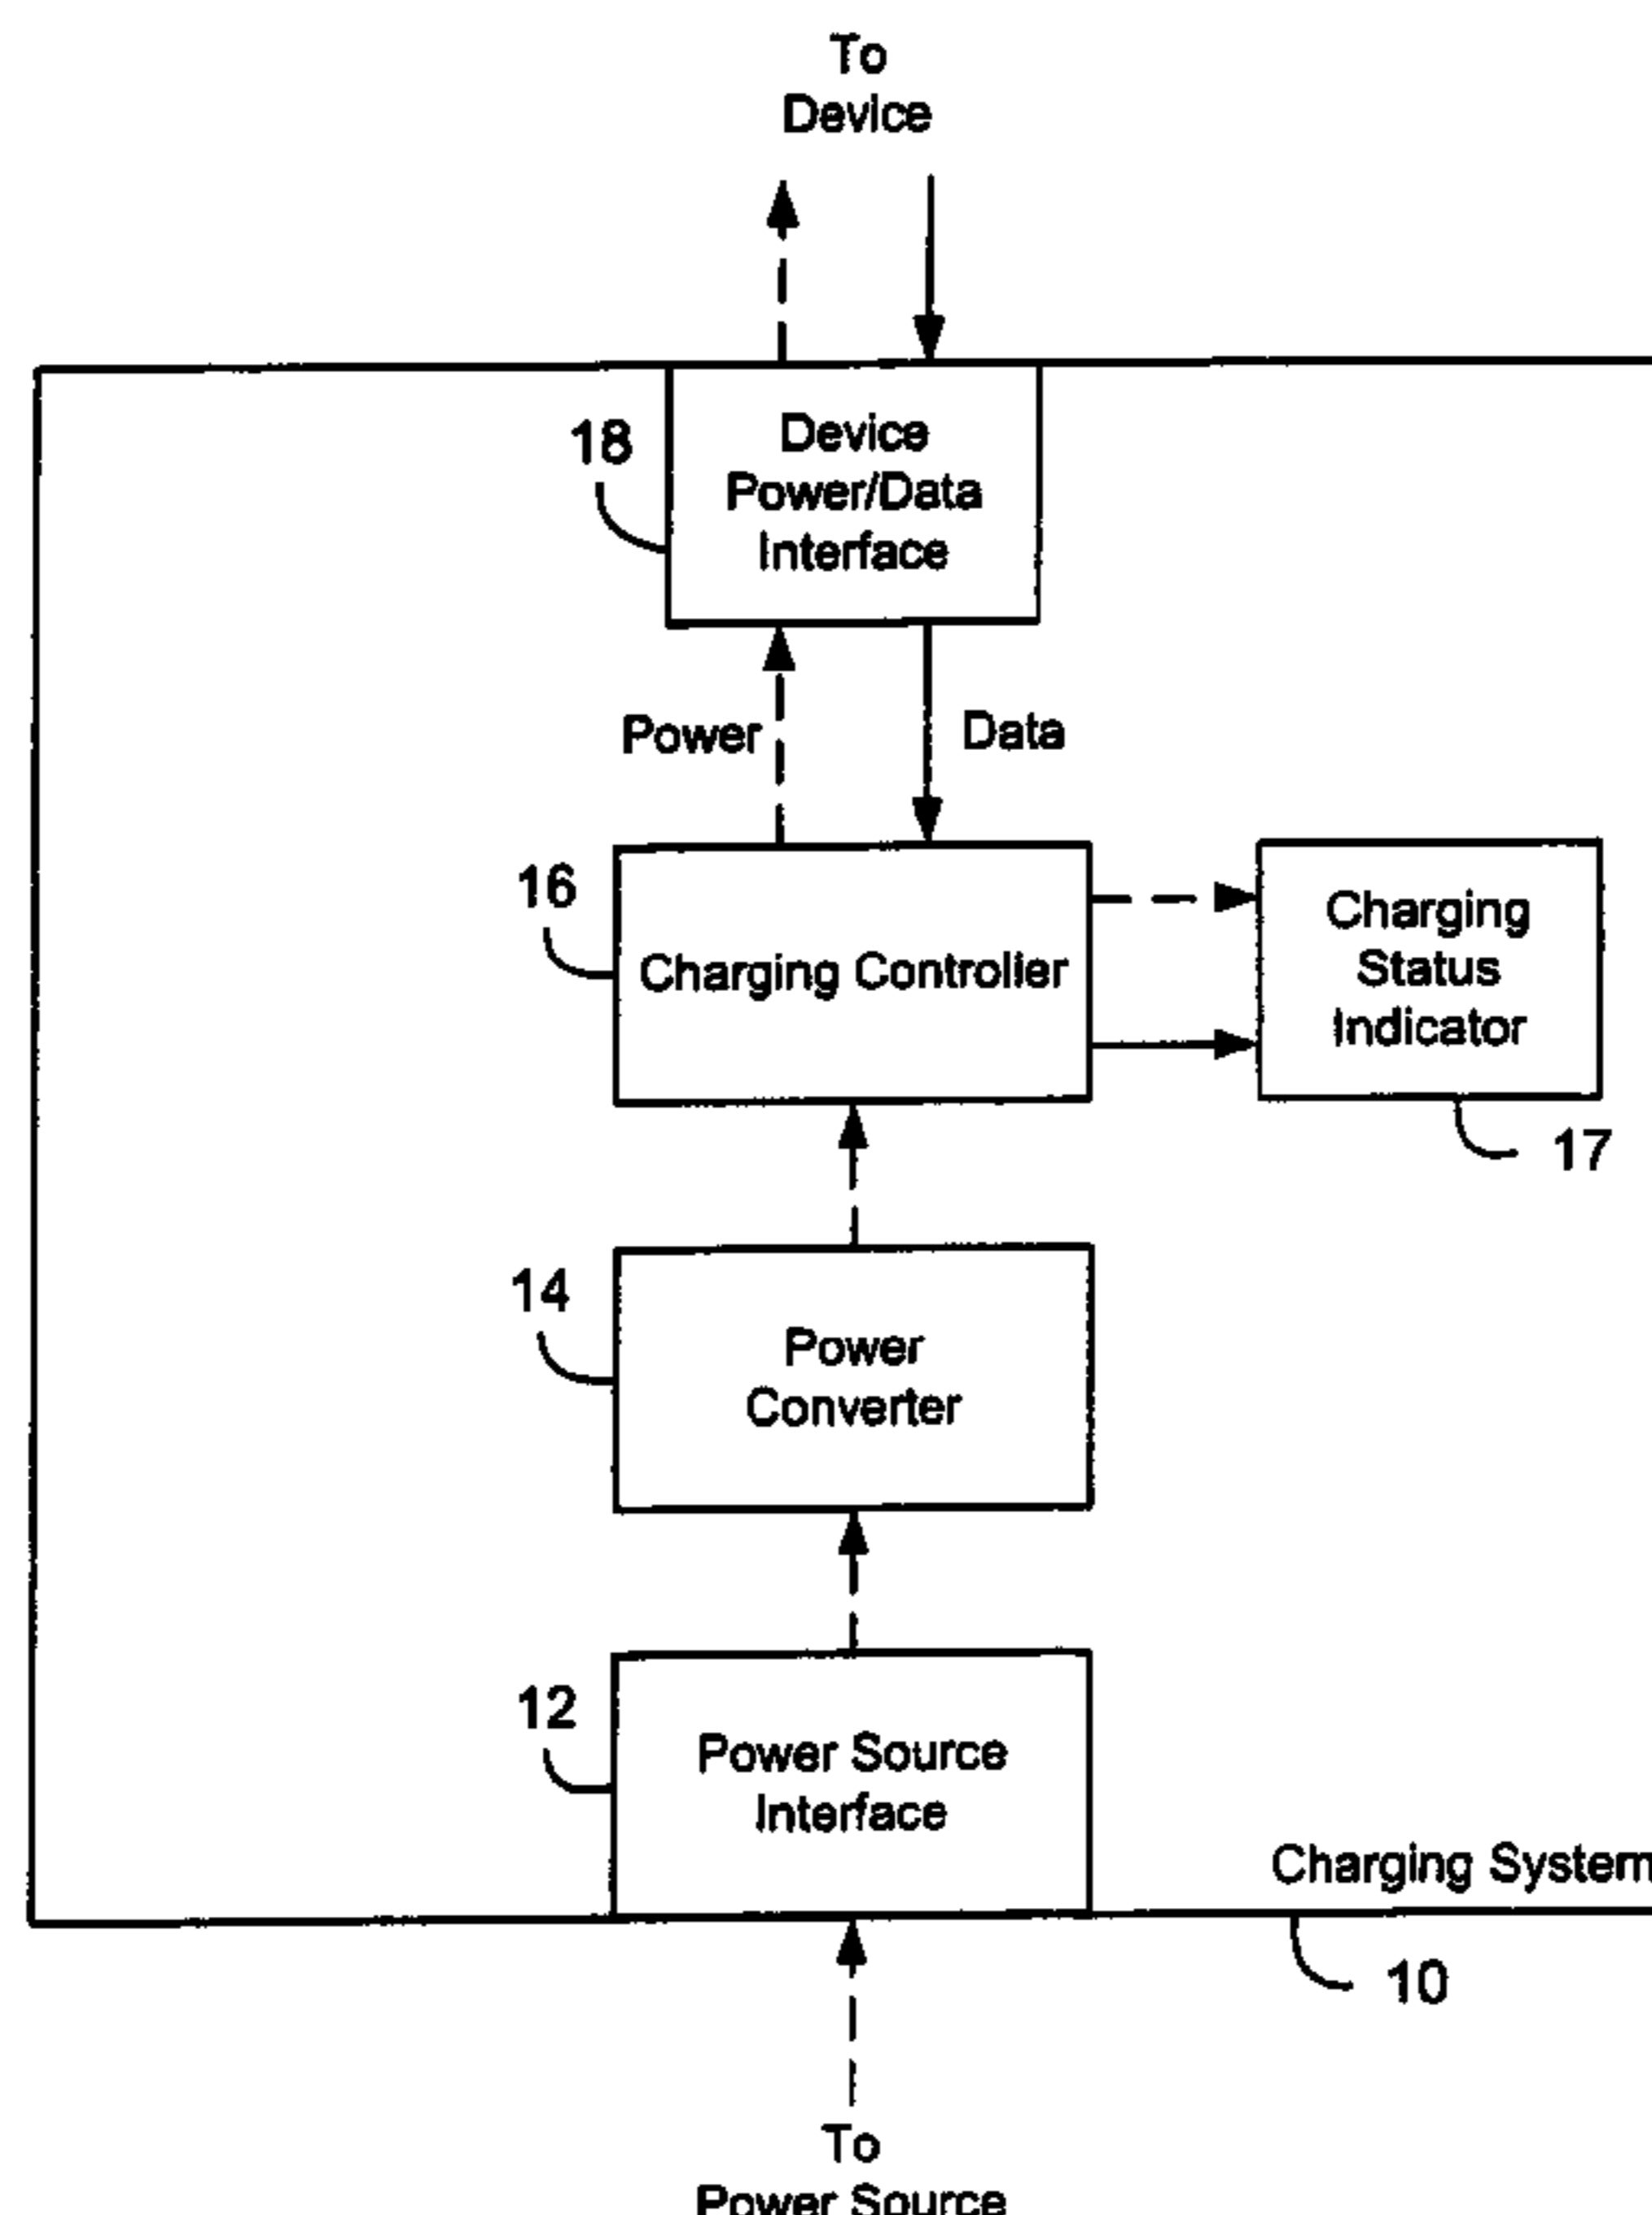 To
Device
18
Device
Power/Data
Interface
Power
Data
16
Charging Controller
Charging
Status
Indicator
17
14
Power
Converter
12
Power Source
Interface
Charging System
10
To
Power Source